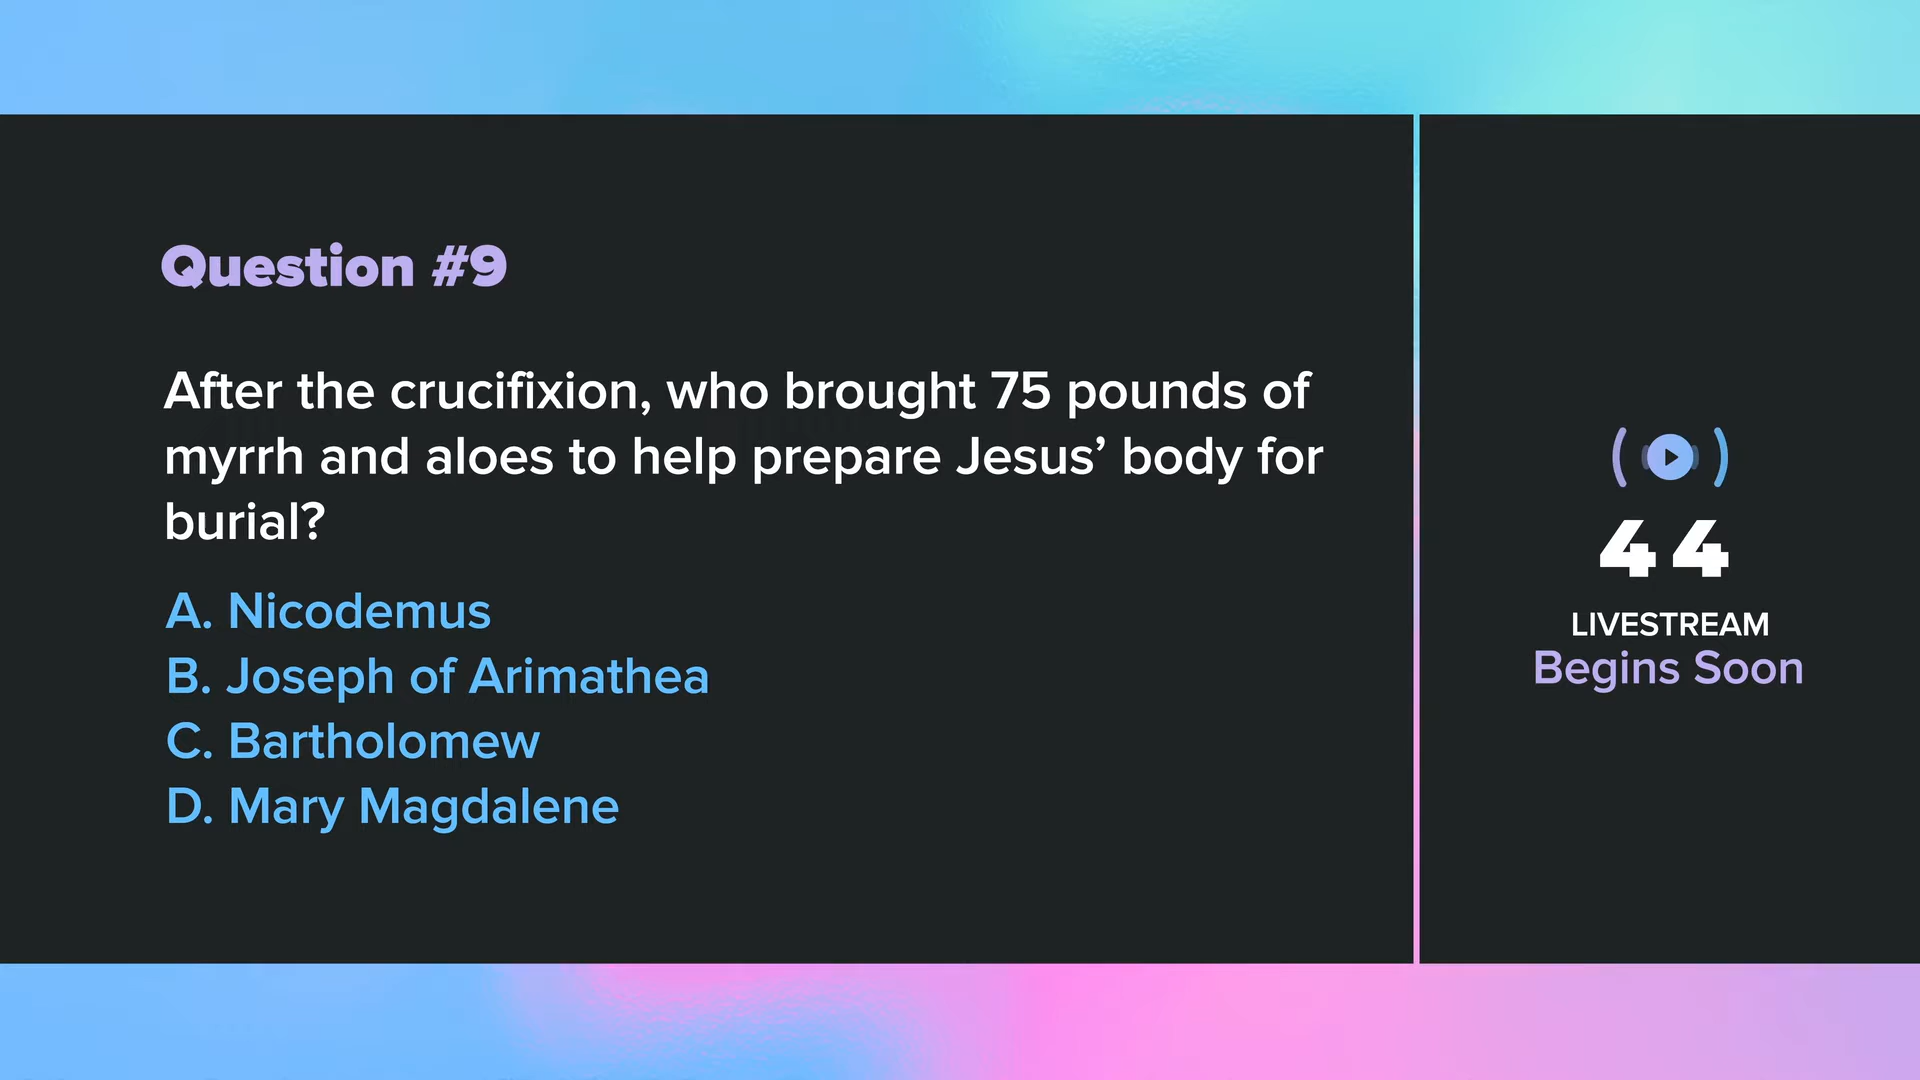 Question #9
After the crucifixion, who brought 75 pounds of
myrrh and aloes to help prepare Jesus’ body for
burial?
A. Nicodemus
B. Joseph of Arimathea
C. Bartholomew
D. Mary Magdalene
44
LIVESTREAM
Begins Soon